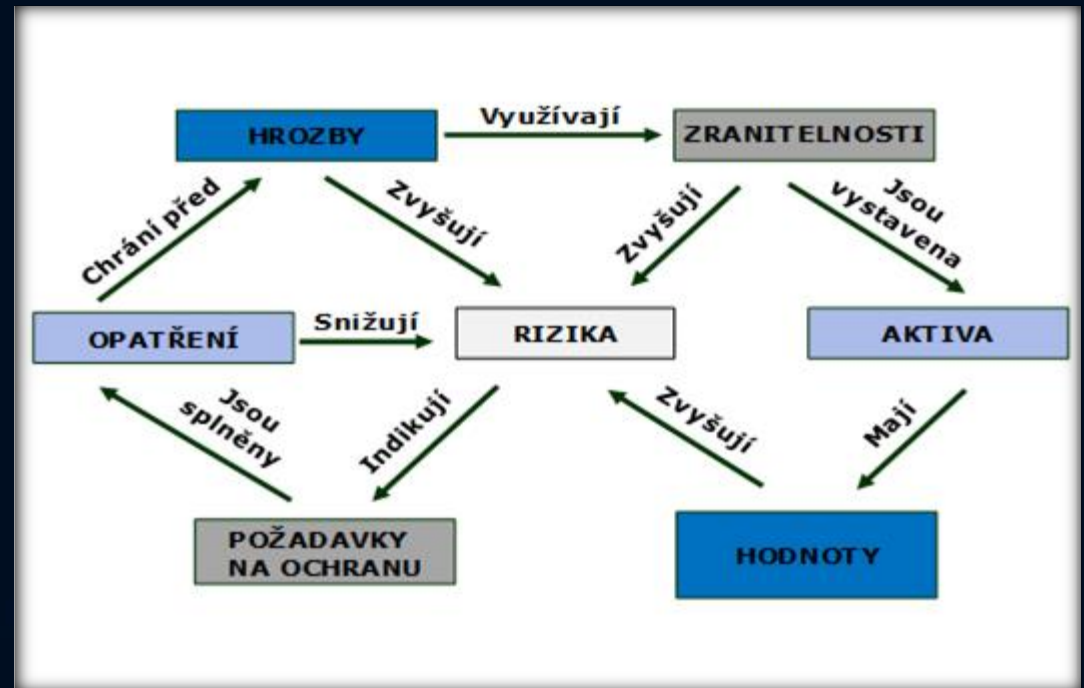 HROZBY
Využívají
ZRANITELNOSTI
Chrání před
Zvyšují
Zvyšují
Jsou
vystavena
OPATŘENÍ
Snižují
RIZIKA
AKTIVA
Jsou
splněny
Indikují
Zvyšují
Mají
POŽADAVKY
NA OCHRANU
HODNOTY